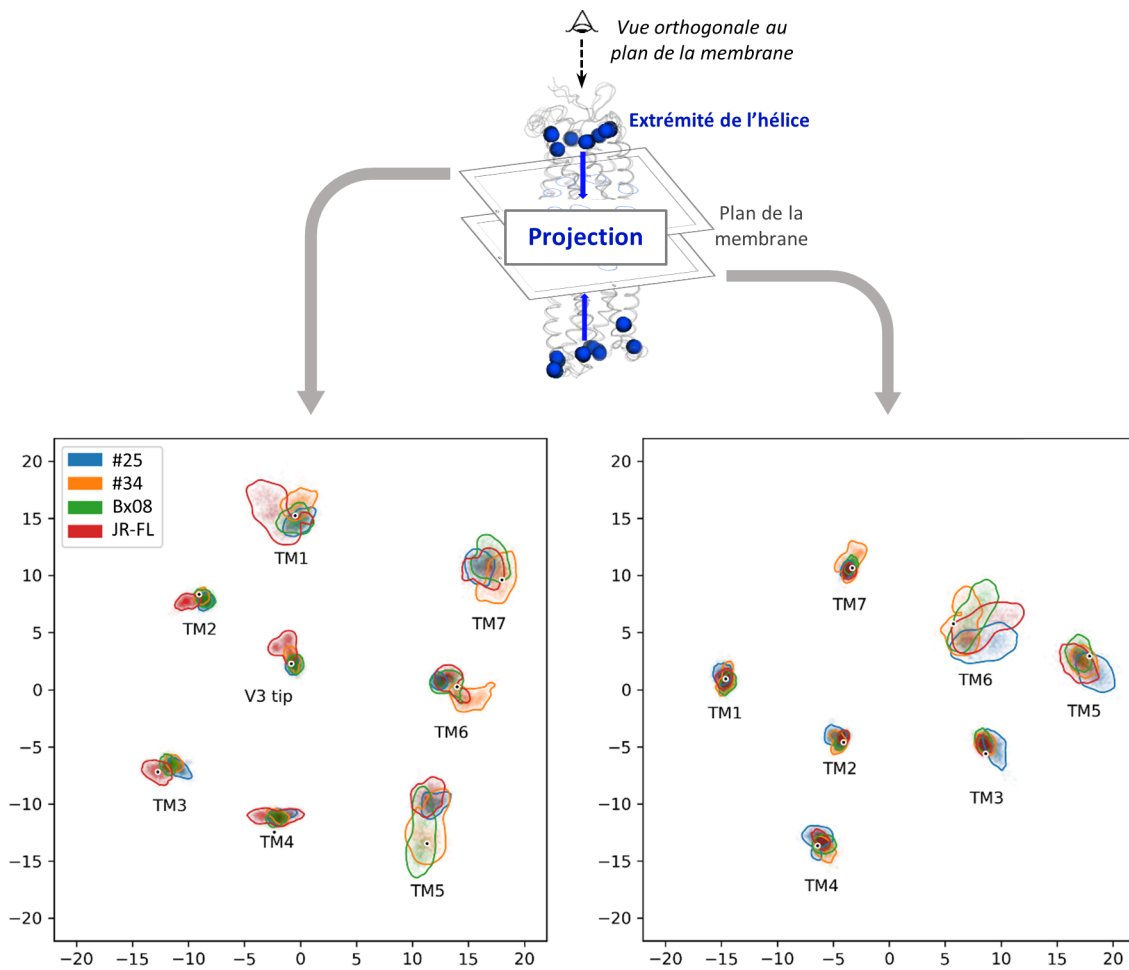 Vue orthogonale au
plan de la membrane
Extrémité de l’hélice
Projection
Plan de la
membrane
#25
#34
Bx08
JR-FL
TM1
TM2
TM7
V3 tip
TM6
TM3
TM4
TM5
20
15
10
5
0
−5
−10
−15
−20
−20 −15 −10 −5 0 5 10 15 20
TM7
TM6
TM5
TM1
TM2
TM3
TM4
20
15
10
5
0
−5
−10
−15
−20
−20 −15 −10 −5 0 5 10 15 20